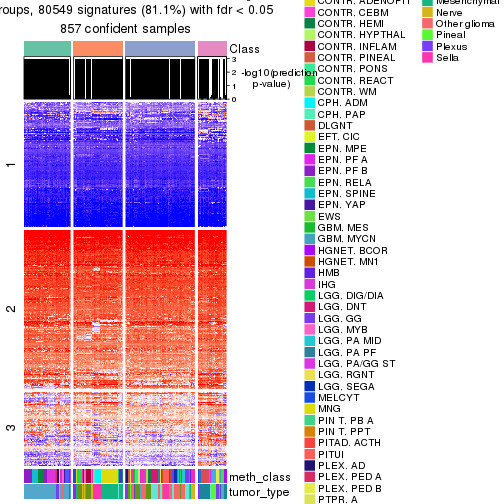 roups, 80549 signatures (81.1%) with fdr < 0.05
857 confident samples
Class
3
2
1
0
-log10(prediction
p-value)
1
2
3
meth_class
tumor_type
CONTR. ADENOPIT
CONTR. CEBM
CONTR. HEMI
CONTR. HYPTHAL
CONTR. INFLAM
CONTR. PINEAL
CONTR. PONS
CONTR. REACT
CONTR. WM
CPH. ADM
CPH. PAP
DLGNT
EFT. CIC
EPN. MPE
EPN. PF A
EPN. PF B
EPN. RELA
EPN. SPINE
EPN. YAP
EWS
GBM. MES
GBM. MYCN
HGNET. BCOR
HGNET. MN1
HMB
IHG
LGG. DIG/DIA
LGG. DNT
LGG. GG
LGG. MYB
LGG. PA MID
LGG. PA PF
LGG. PA/GG ST
LGG. RGNT
LGG. SEGA
MELCYT
MNG
PIN T. PB A
PIN T. PPT
PITAD. ACTH
PITUI
PLEX. AD
PLEX. PED A
PLEX. PED B
PTPR. A
Mesenchymal
Nerve
Other glioma
Pineal
Plexus
Sella